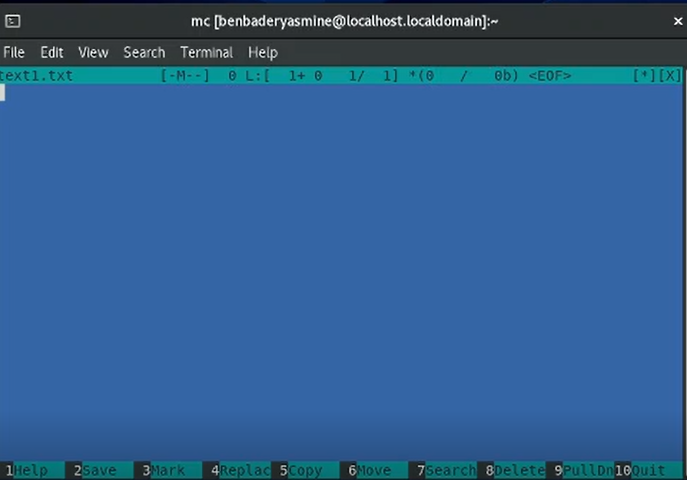 mc [benbaderyasmine@localhost.localdomain]:~ ×
File Edit View Search Terminal Help
text1.txt [-M--] 0 L:[ 1+ 0 1/ 1] *(0 / 0b) <EOF> [*][X]
1Help 2Save 3Mark 4Replac 5Copy 6Move 7Search 8Delete 9PullDn 10Quit